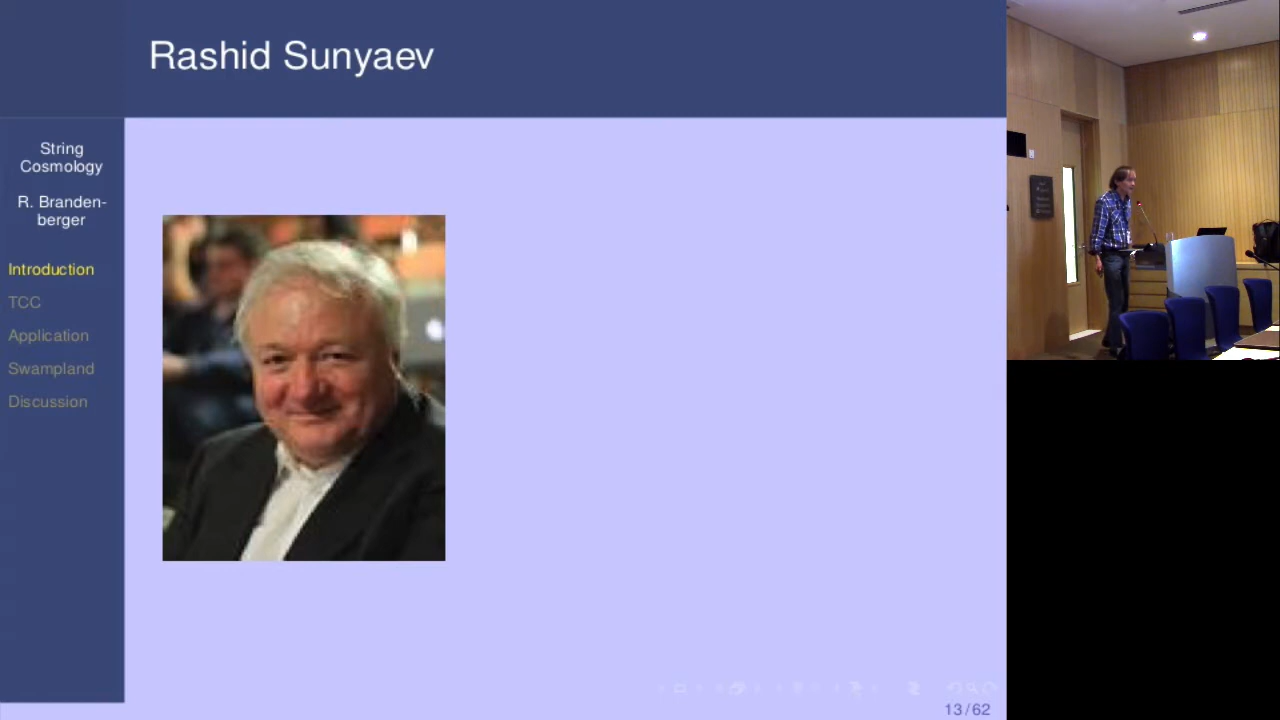 Rashid Sunyaev
String
Cosmology
R. Branden-
berger
Introduction
TCC
Application
Swampland
Discussion
13/62